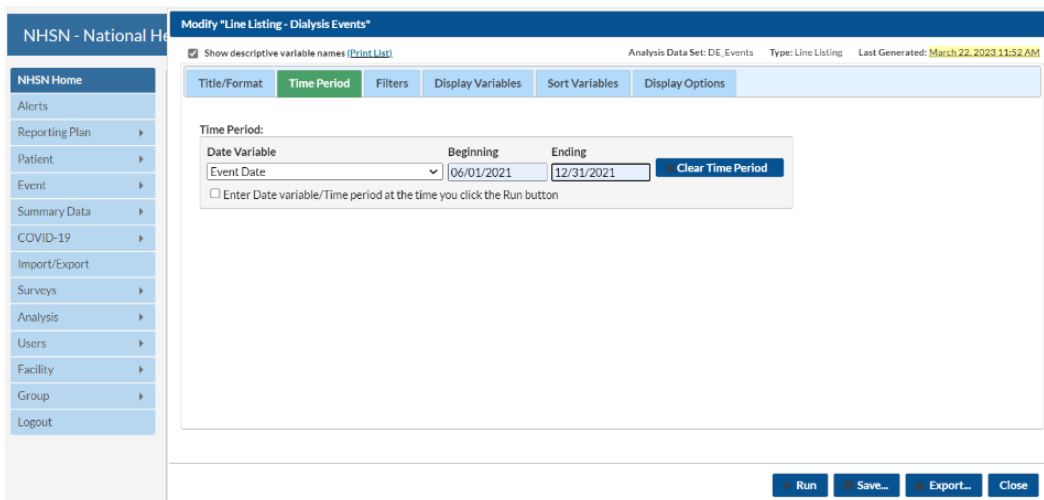 NHSN - National He
Modify "Line Listing - Dialysis Events"
Show descriptive variable names (Print List)
Analysis Data Set: DE_Events Type: Line Listing Last Generated: March 22, 2023 11:52 AM
NHSN Home
Alerts
Reporting Plan
Patient
Event
Summary Data
COVID-19
Import/Export
Surveys
Analysis
Users
Facility
Group
Logout
Title/Format Time Period Filters Display Variables Sort Variables Display Options
Time Period:
Date Variable Beginning Ending
Event Date 06/01/2021 12/31/2021 Clear Time Period
Enter Date variable/Time period at the time you click the Run button
Run Save... Export... Close